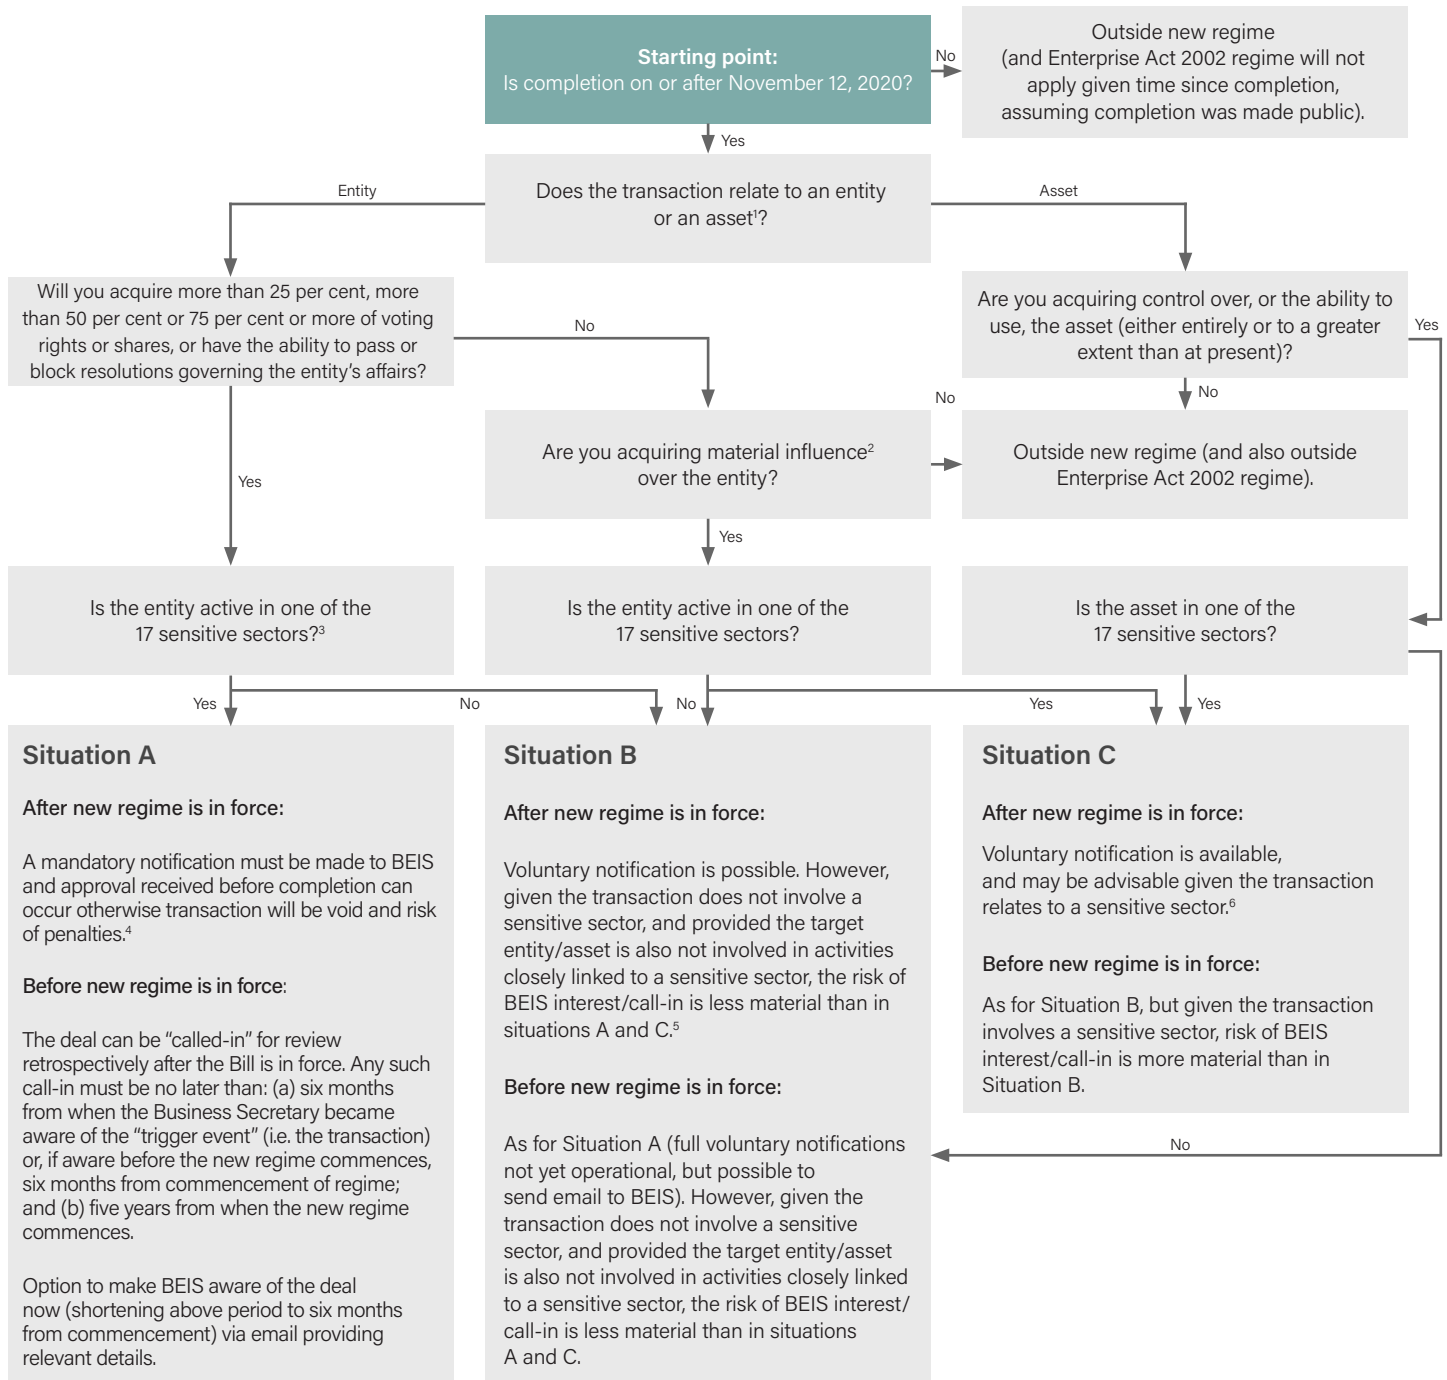 Starting point:
Is completion on or after November 12, 2020?
No
Outside new regime
(and Enterprise Act 2002 regime will not
apply given time since completion,
assuming completion was made public).
Yes
Does the transaction relate to an entity
or an asset¹?
Entity
Asset
Will you acquire more than 25 per cent, more
than 50 per cent or 75 per cent or more of voting
rights or shares, or have the ability to pass or
block resolutions governing the entity’s affairs?
No
Are you acquiring control over, or the ability to
use, the asset (either entirely or to a greater
extent than at present)?
Yes
No
No
Are you acquiring material influence²
over the entity?
Outside new regime (and also outside
Enterprise Act 2002 regime).
Yes
Yes
Is the entity active in one of the
17 sensitive sectors?³
Is the entity active in one of the
17 sensitive sectors?
Is the asset in one of the
17 sensitive sectors?
Yes
No
No
Yes
Yes
Situation A
After new regime is in force:
A mandatory notification must be made to BEIS
and approval received before completion can
occur otherwise transaction will be void and risk
of penalties.⁴
Before new regime is in force:
The deal can be “called-in” for review
retrospectively after the Bill is in force. Any such
call-in must be no later than: (a) six months
from when the Business Secretary became
aware of the “trigger event” (i.e. the transaction)
or, if aware before the new regime commences,
six months from commencement of regime;
and (b) five years from when the new regime
commences.
Option to make BEIS aware of the deal
now (shortening above period to six months
from commencement) via email providing
relevant details.
Situation B
After new regime is in force:
Voluntary notification is possible. However,
given the transaction does not involve a
sensitive sector, and provided the target
entity/asset is also not involved in activities
closely linked to a sensitive sector, the risk of
BEIS interest/call-in is less material than in
situations A and C.⁵
Before new regime is in force:
As for Situation A (full voluntary notifications
not yet operational, but possible to
send email to BEIS). However, given the
transaction does not involve a sensitive
sector, and provided the target entity/asset
is also not involved in activities closely linked
to a sensitive sector, the risk of BEIS interest/
call-in is less material than in situations
A and C.
Situation C
After new regime is in force:
Voluntary notification is available,
and may be advisable given the transaction
relates to a sensitive sector.⁶
Before new regime is in force:
As for Situation B, but given the transaction
involves a sensitive sector, risk of BEIS
interest/call-in is more material than in
Situation B.
No